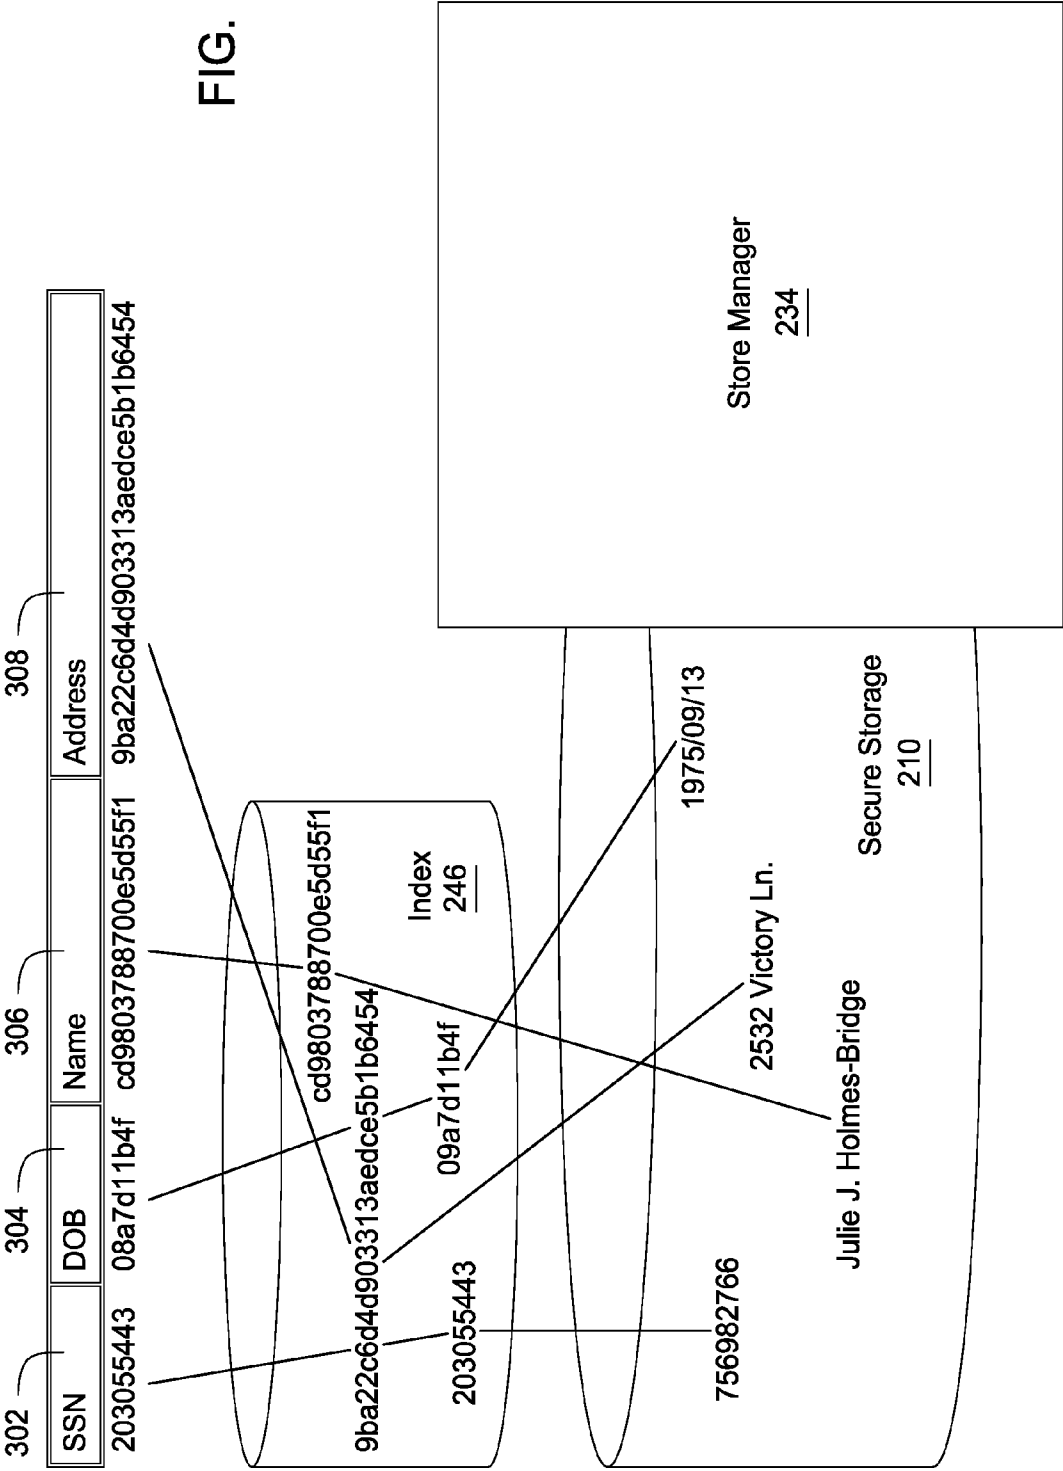 302
304
306
308
SSN
DOB
Name
Address
203055443
08a7d11b4f
cd9803788700e5d55f1
9ba22c6d4d903313aedce5b1b6454
FIG.
cd9803788700e5d55f1
9ba22c6d4d903313aedce5b1b6454
Index
246
09a7d11b4f
203055443
1975/09/13
756982766
2532 Victory Ln.
Julie J. Holmes-Bridge
Secure Storage
210
Store Manager
234